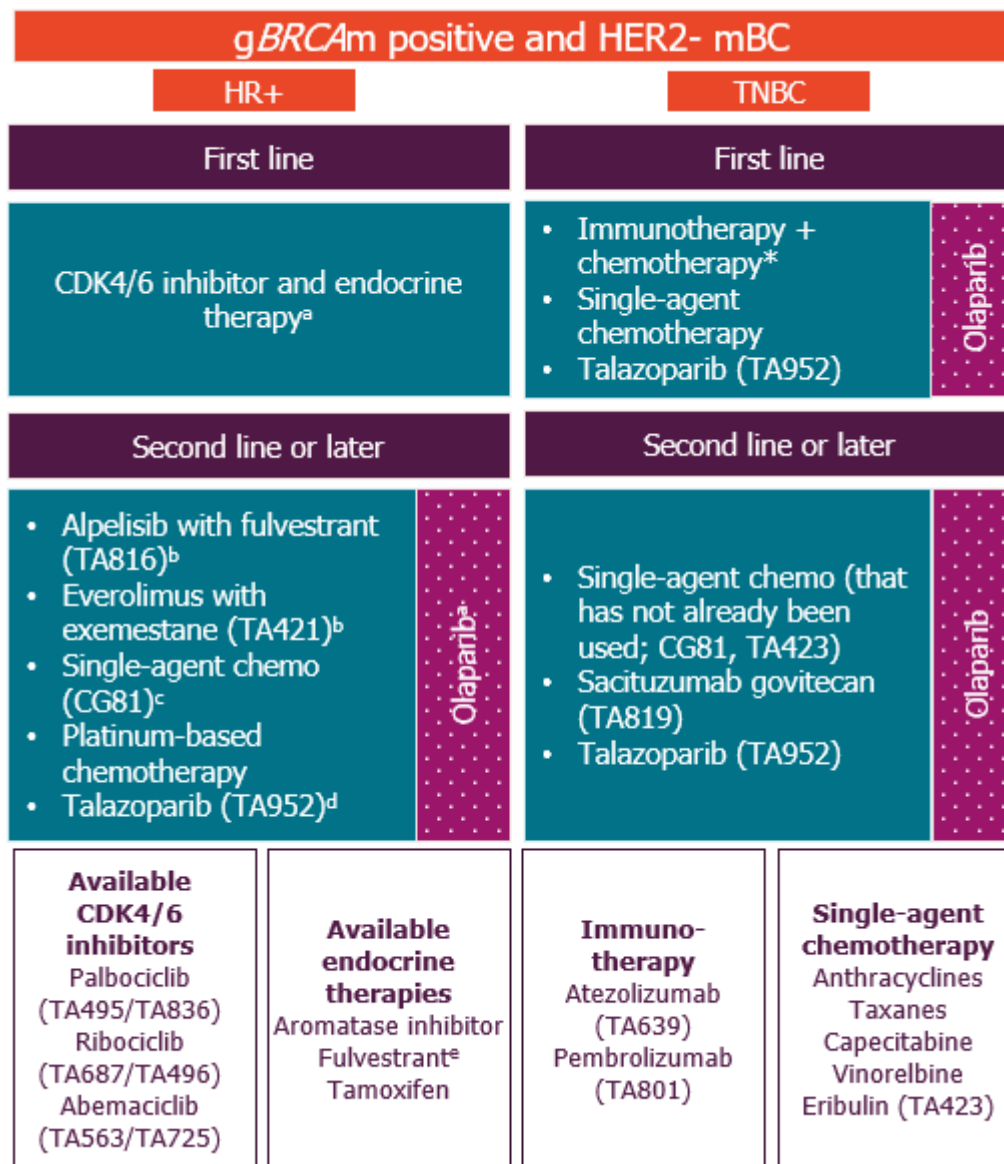 gBRCAm positive and HER2- mBC
HR+
TNBC
First line
First line
CDK4/6 inhibitor and endocrine
therapyᵃ
• Immunotherapy +
chemotherapy*
• Single-agent
chemotherapy
• Talazoparib (TA952)
Olaparib
Second line or later
Second line or later
• Alpelisib with fulvestrant
(TA816)ᵇ
• Everolimus with
exemestane (TA421)ᵇ
• Single-agent chemo
(CG81)ᶜ
• Platinum-based
chemotherapy
• Talazoparib (TA952)ᵈ
Olaparibᵃ
• Single-agent chemo (that
has not already been
used; CG81, TA423)
• Sacituzumab govitecan
(TA819)
• Talazoparib (TA952)
Olaparib
Available
CDK4/6
inhibitors
Palbociclib
(TA495/TA836)
Ribociclib
(TA687/TA496)
Abemaciclib
(TA563/TA725)
Available
endocrine
therapies
Aromatase inhibitor
Fulvestrantᵉ
Tamoxifen
Immuno-
therapy
Atezolizumab
(TA639)
Pembrolizumab
(TA801)
Single-agent
chemotherapy
Anthracyclines
Taxanes
Capecitabine
Vinorelbine
Eribulin (TA423)